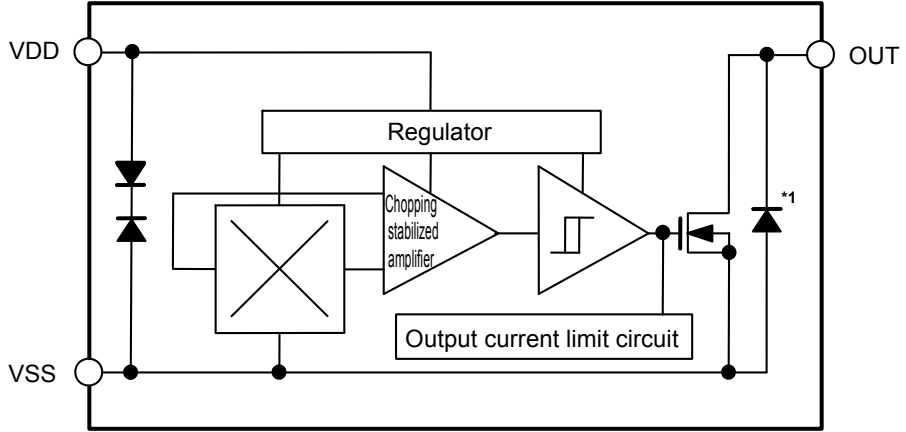 VDD
OUT
Regulator
Chopping
stabilized
amplifier
*1
Output current limit circuit
VSS